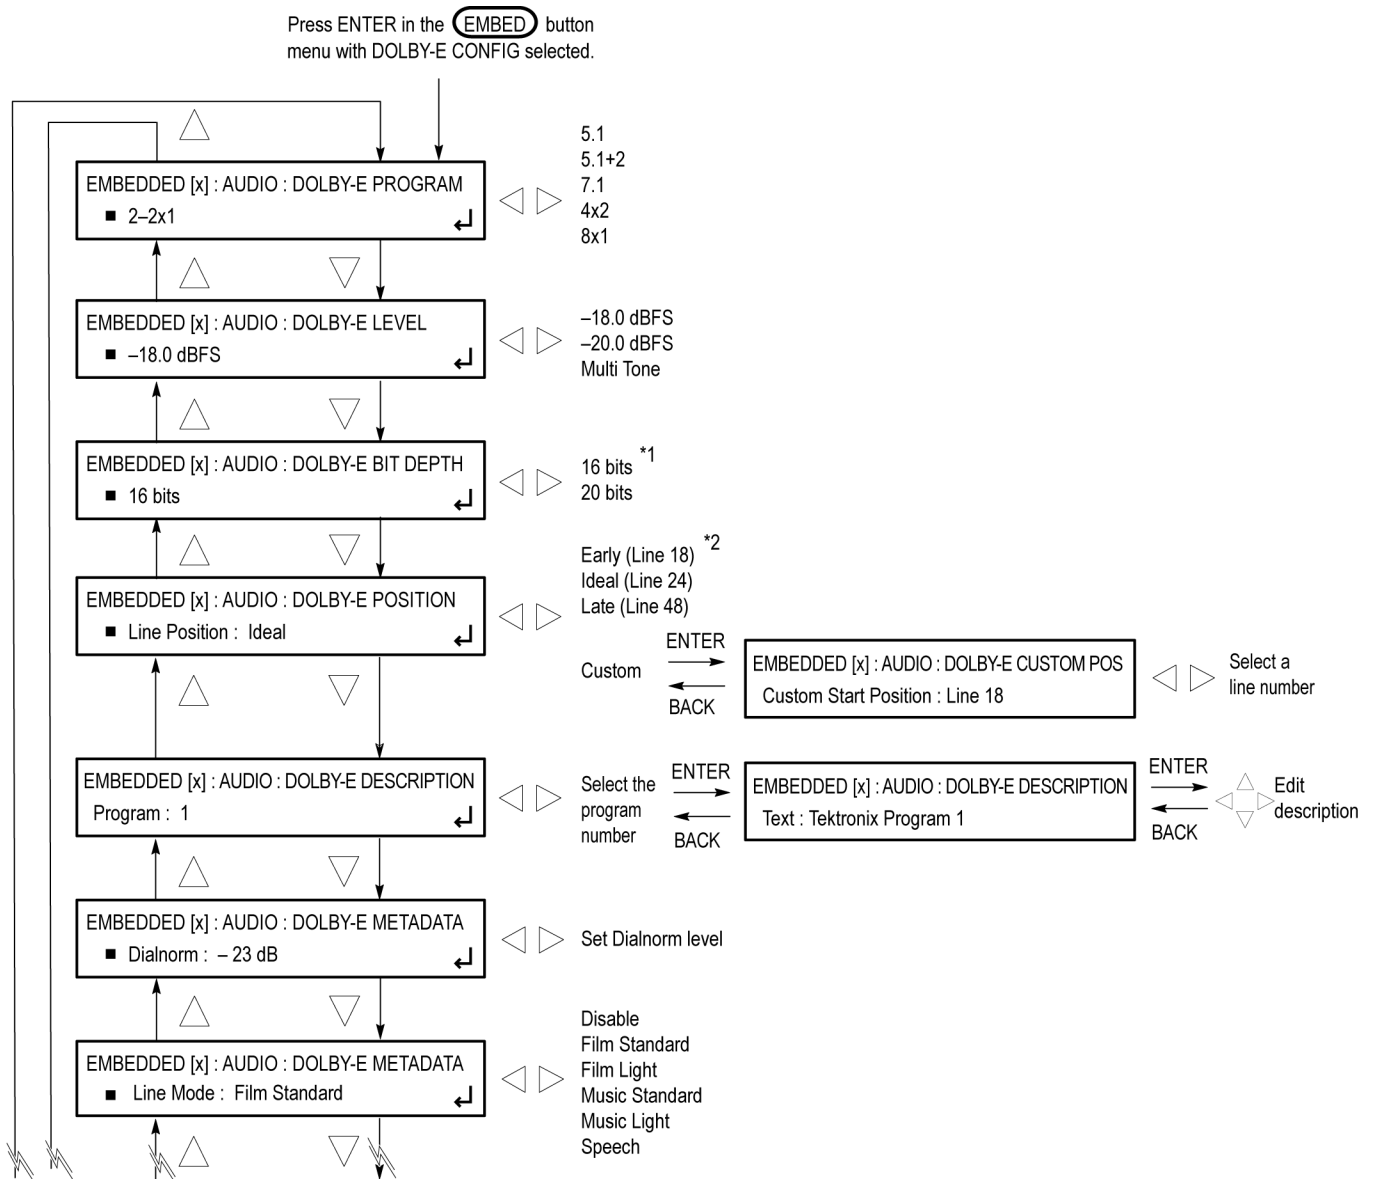 Press ENTER in the EMBED button
menu with DOLBY-E CONFIG selected.
EMBEDDED [x] : AUDIO : DOLBY-E PROGRAM
■ 2–2x1
5.1
5.1+2
7.1
4x2
8x1
EMBEDDED [x] : AUDIO : DOLBY-E LEVEL
■ –18.0 dBFS
–18.0 dBFS
–20.0 dBFS
Multi Tone
EMBEDDED [x] : AUDIO : DOLBY-E BIT DEPTH
■ 16 bits
16 bits *1
20 bits
EMBEDDED [x] : AUDIO : DOLBY-E POSITION
■ Line Position : Ideal
Early (Line 18) *2
Ideal (Line 24)
Late (Line 48)
Custom
ENTER
BACK
EMBEDDED [x] : AUDIO : DOLBY-E CUSTOM POS
Custom Start Position : Line 18
Select a
line number
EMBEDDED [x] : AUDIO : DOLBY-E DESCRIPTION
Program : 1
Select the
program
number
ENTER
BACK
EMBEDDED [x] : AUDIO : DOLBY-E DESCRIPTION
Text : Tektronix Program 1
ENTER
BACK
Edit
description
EMBEDDED [x] : AUDIO : DOLBY-E METADATA
■ Dialnorm : – 23 dB
Set Dialnorm level
EMBEDDED [x] : AUDIO : DOLBY-E METADATA
■ Line Mode : Film Standard
Disable
Film Standard
Film Light
Music Standard
Music Light
Speech